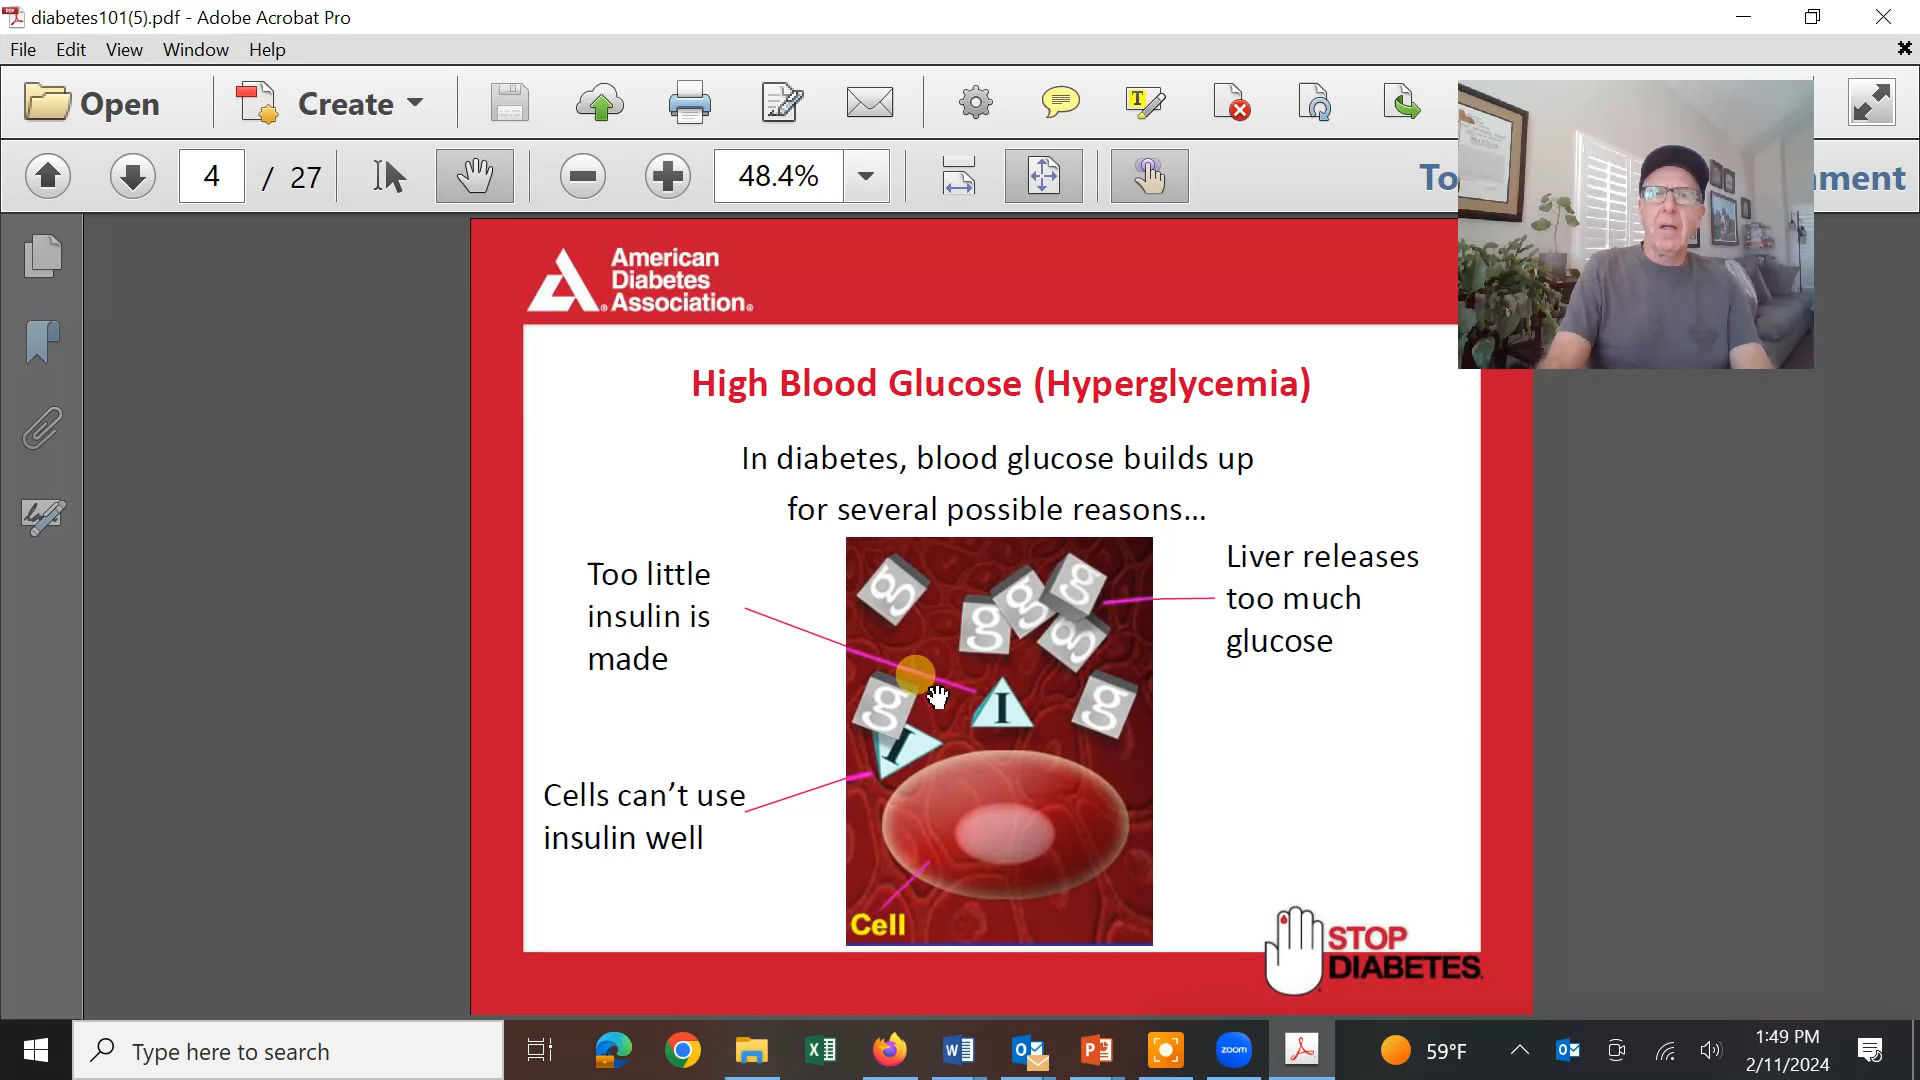 diabetes101(5).pdf - Adobe Acrobat Pro
File Edit View Window Help
Open
Create
4 / 27
48.4%
To
mment
American
Diabetes
Association®
High Blood Glucose (Hyperglycemia)
In diabetes, blood glucose builds up
for several possible reasons...
Too little
insulin is
made
Liver releases
too much
glucose
g
g
g
g
g
g
g
I
I
Cells can't use
insulin well
Cell
STOP
DIABETES
Type here to search
zoom
59°F
1:49 PM
2/11/2024